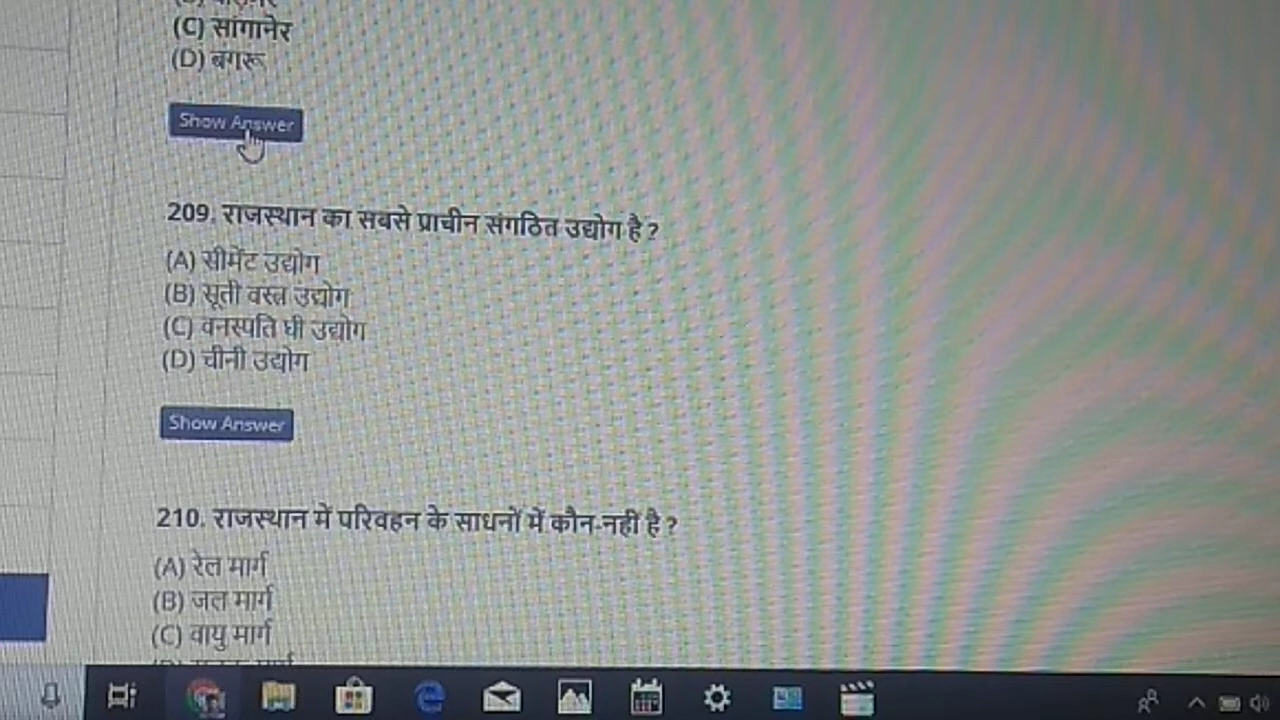 (C) सांगानेर
(D) बगरू
Show Answer
209. राजस्थान का सबसे प्राचीन संगठित उद्योग है ?
(A) सीमेंट उद्योग
(B) सूती वस्त्र उद्योग
(C) वनस्पति घी उद्योग
(D) चीनी उद्योग
Show Answer
210. राजस्थान में परिवहन के साधनों में कौन-नही है ?
(A) रेल मार्ग
(B) जल मार्ग
(C) वायु मार्ग